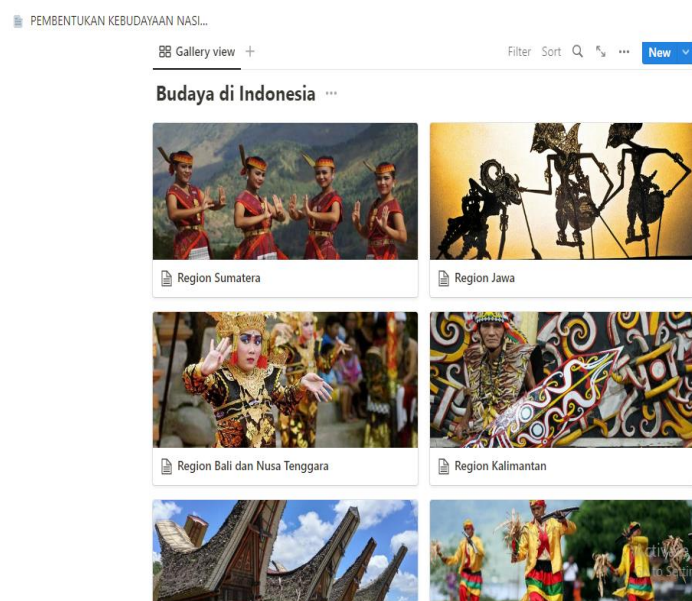 PEMBENTUKAN KEBUDAYAAN NASI...
Gallery view
Filter Sort New
Budaya di Indonesia
Region Sumatera
Region Jawa
Region Bali dan Nusa Tenggara
Region Kalimantan